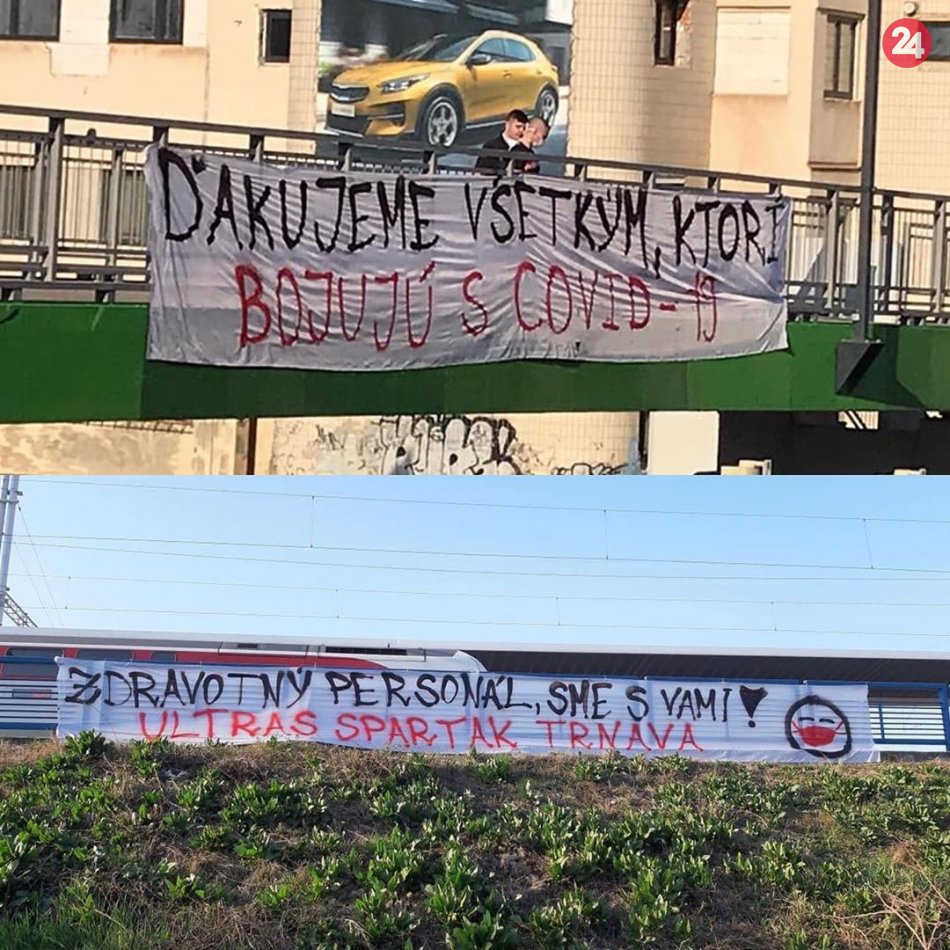 24
ĎAKUJEME VŠETKÝM, KTORÍ
BOJUJÚ S COVID-19
ZDRAVOTNÝ PERSONÁL, SME S VAMI!
ULTRAS SPARTAK TRNAVA